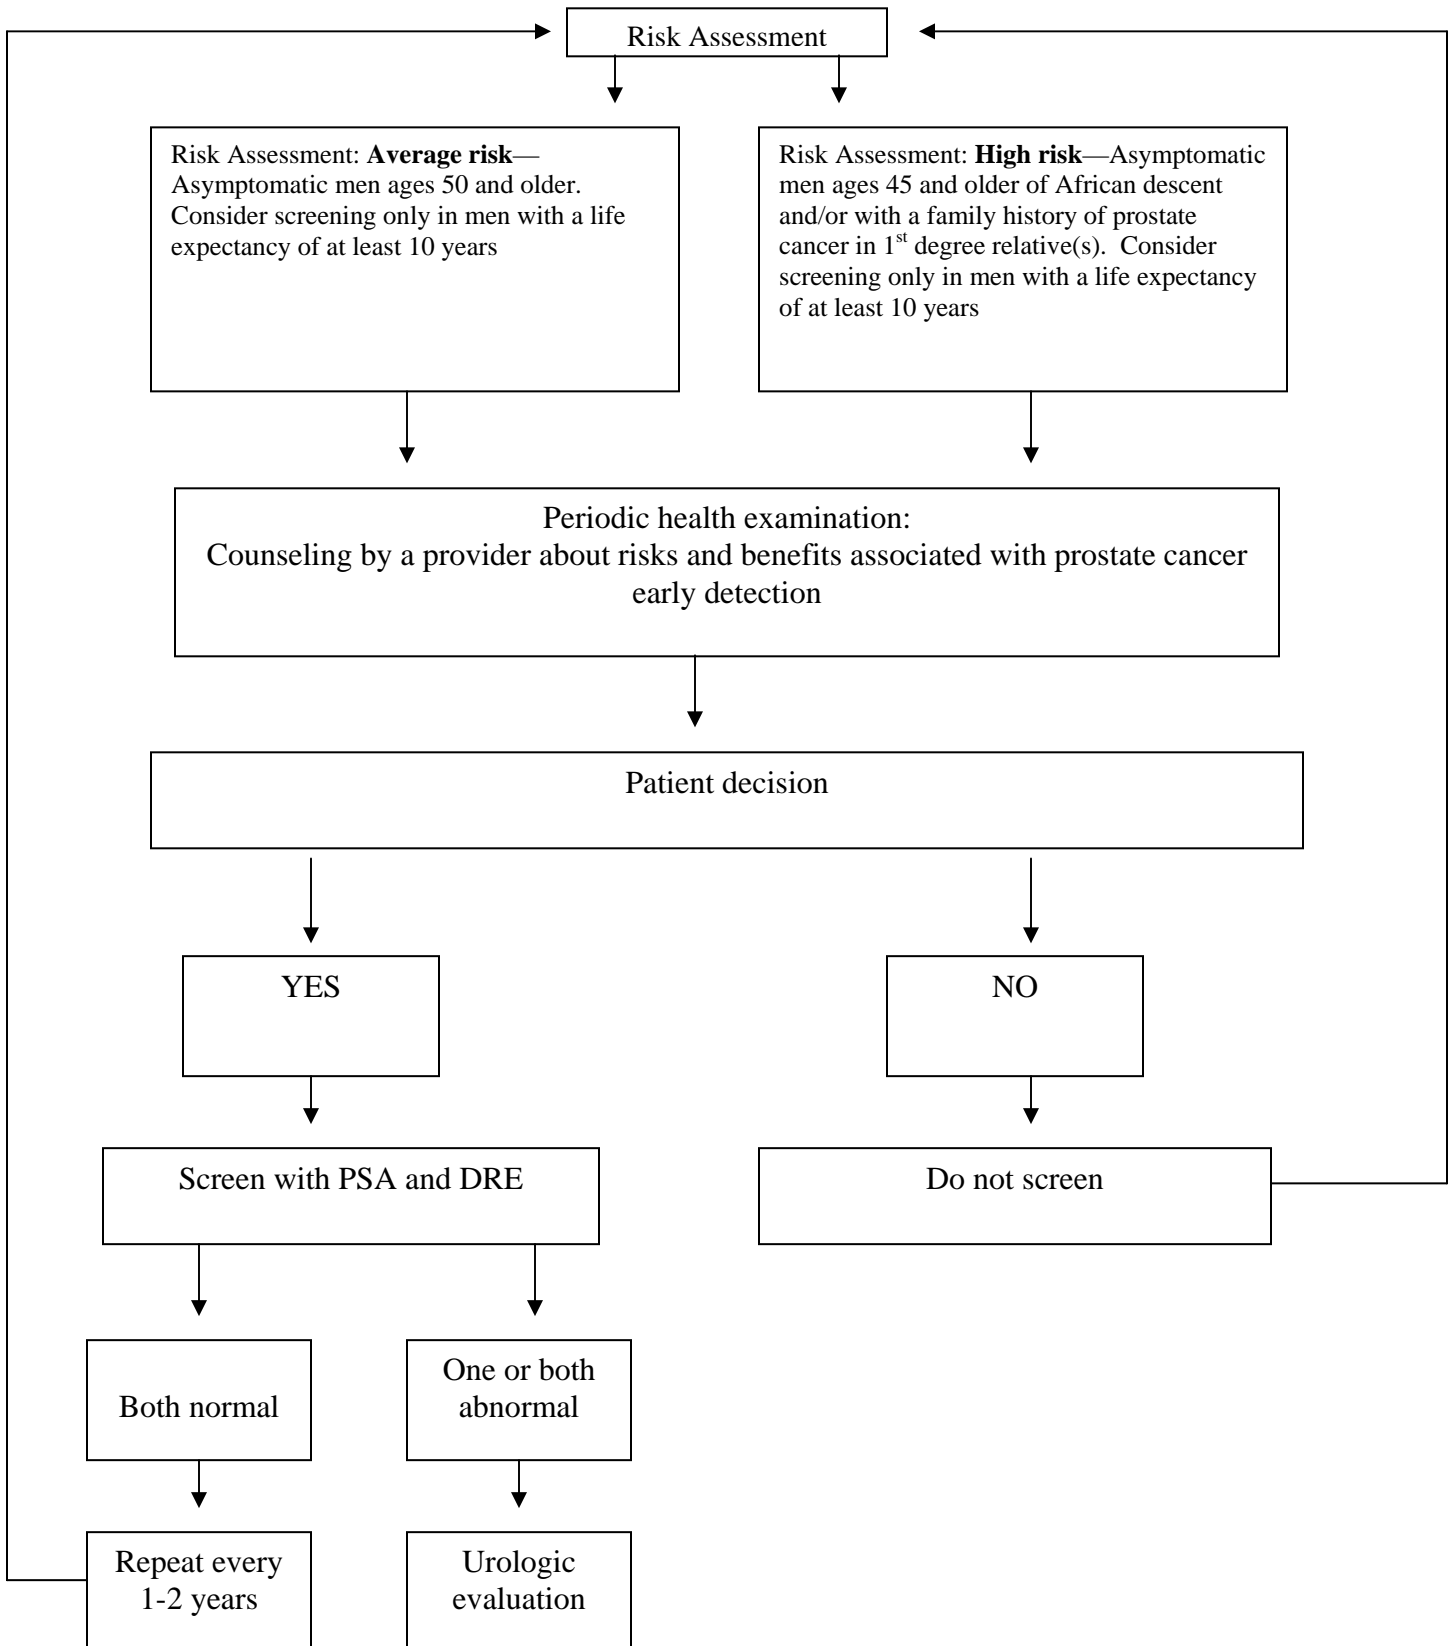 Risk Assessment
Risk Assessment: Average risk—
Asymptomatic men ages 50 and older.
Consider screening only in men with a life
expectancy of at least 10 years
Risk Assessment: High risk—Asymptomatic
men ages 45 and older of African descent
and/or with a family history of prostate
cancer in 1st degree relative(s).  Consider
screening only in men with a life expectancy
of at least 10 years
Periodic health examination:
Counseling by a provider about risks and benefits associated with prostate cancer
early detection
Patient decision
YES
NO
Screen with PSA and DRE
Do not screen
Both normal
One or both
abnormal
Repeat every
1-2 years
Urologic
evaluation